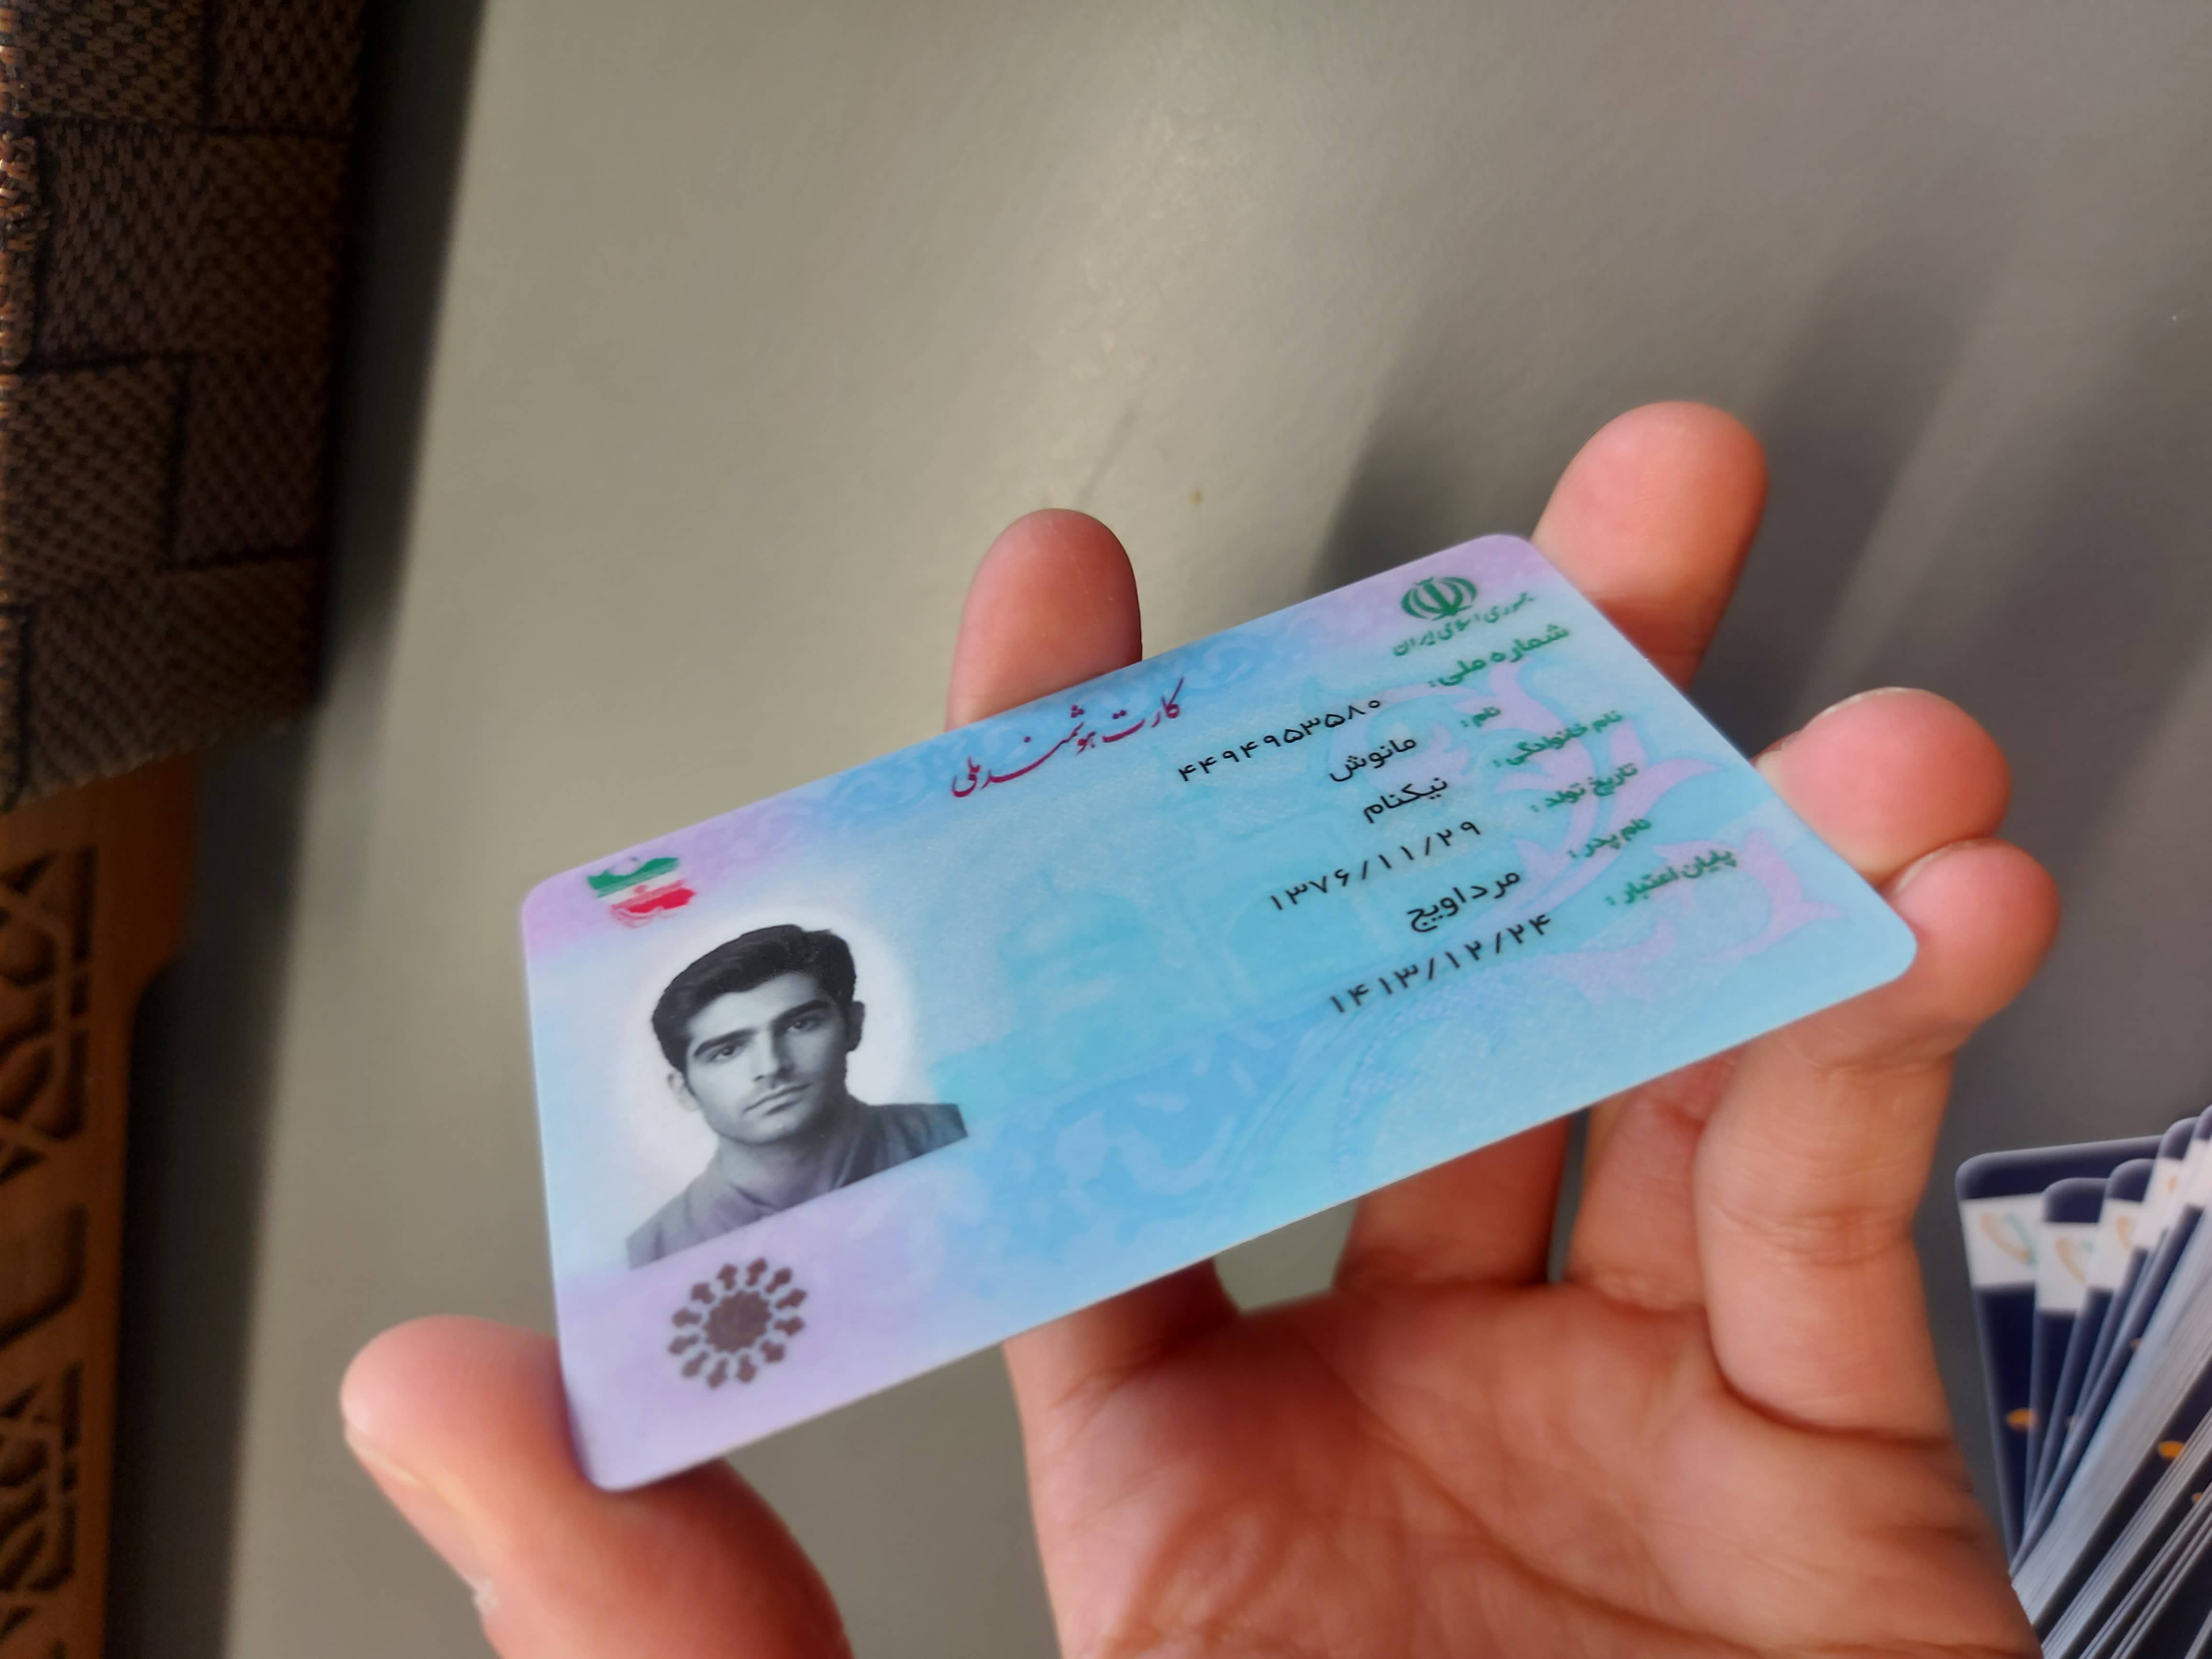 جمهوری اسلامی ایران
کارت هوشمند ملی
شماره ملی: ۴۴۹۴۹۵۳۵۸۰
نام: مانوش
نام خانوادگی: نیکنام
تاریخ تولد: ۱۳۷۶/۱۱/۲۹
نام پدر: مرداویج
پایان اعتبار: ۱۴۱۳/۱۲/۲۴